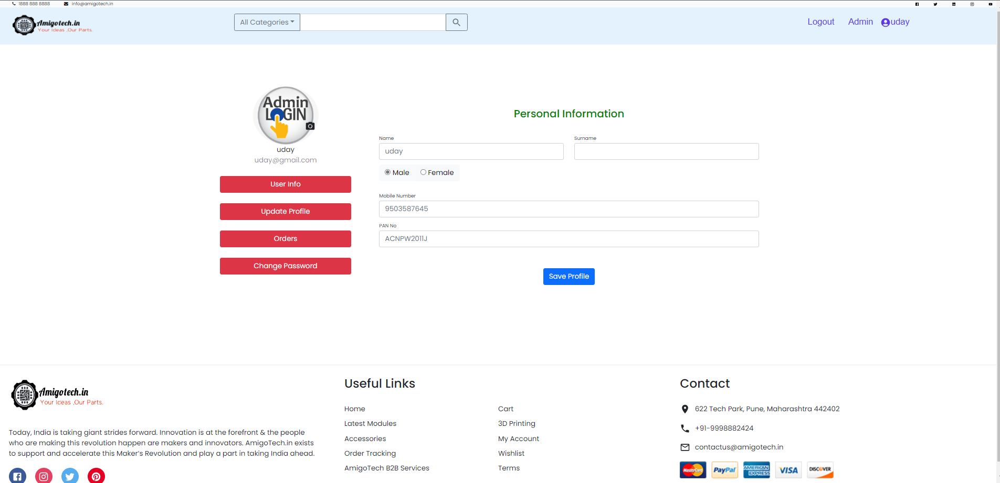 1888 888 8888 info@amigotech.in
Amigotech.in
Your Ideas ,Our Parts.
All Categories
Logout Admin uday
Admin
LOGIN
uday
uday@gmail.com
User Info
Update Profile
Orders
Change Password
Personal Information
Name Surname
uday
Male Female
Mobile Number
9503587645
PAN No
ACNPW2011J
Save Profile
Amigotech.in
Your Ideas ,Our Parts.
Today, India is taking giant strides forward. Innovation is at the forefront & the people
who are making this revolution happen are makers and innovators. AmigoTech.in exists
to support and accelerate this Maker’s Revolution and play a part in taking India ahead.
Useful Links
Home Cart
Latest Modules 3D Printing
Accessories My Account
Order Tracking Wishlist
AmigoTech B2B Services Terms
Contact
622 Tech Park, Pune, Maharashtra 442402
+91-9998882424
contactus@amigotech.in
MasterCard PayPal AMERICAN EXPRESS VISA DISCOVER